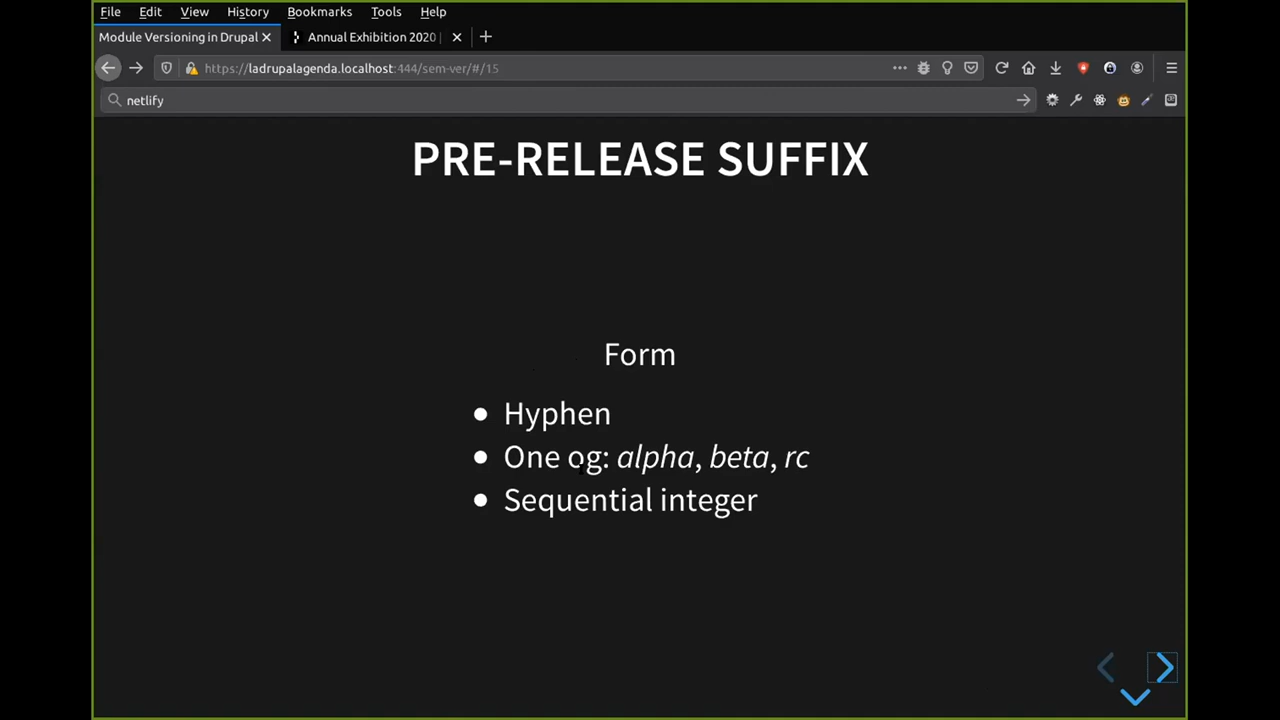 File Edit View History Bookmarks Tools Help
Module Versioning in Drupal Annual Exhibition 2020
https://ladrupalagenda.localhost:444/sem-ver/#/15
netlify
PRE-RELEASE SUFFIX
Form
Hyphen
One og: alpha, beta, rc
Sequential integer